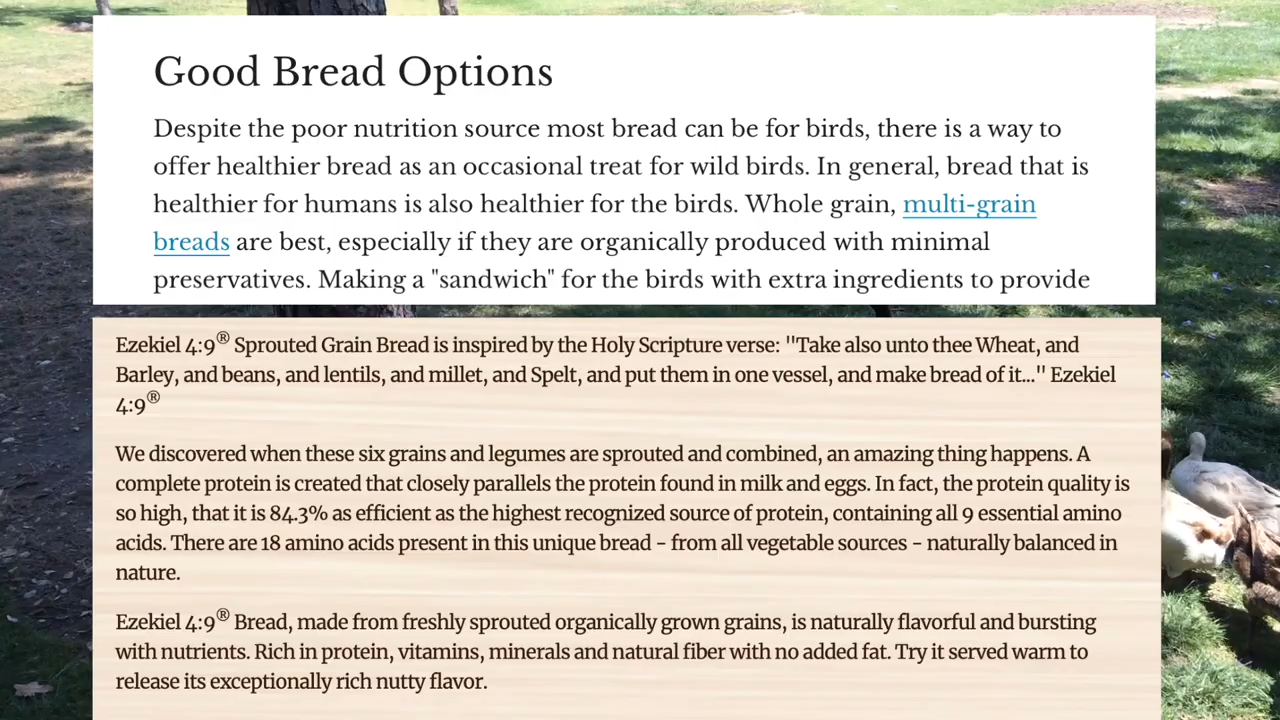 Good Bread Options
Despite the poor nutrition source most bread can be for birds, there is a way to
offer healthier bread as an occasional treat for wild birds. In general, bread that is
healthier for humans is also healthier for the birds. Whole grain, multi-grain
breads are best, especially if they are organically produced with minimal
preservatives. Making a "sandwich" for the birds with extra ingredients to provide
Ezekiel 4:9® Sprouted Grain Bread is inspired by the Holy Scripture verse: "Take also unto thee Wheat, and
Barley, and beans, and lentils, and millet, and Spelt, and put them in one vessel, and make bread of it..." Ezekiel
4:9®
We discovered when these six grains and legumes are sprouted and combined, an amazing thing happens. A
complete protein is created that closely parallels the protein found in milk and eggs. In fact, the protein quality is
so high, that it is 84.3% as efficient as the highest recognized source of protein, containing all 9 essential amino
acids. There are 18 amino acids present in this unique bread - from all vegetable sources - naturally balanced in
nature.
Ezekiel 4:9® Bread, made from freshly sprouted organically grown grains, is naturally flavorful and bursting
with nutrients. Rich in protein, vitamins, minerals and natural fiber with no added fat. Try it served warm to
release its exceptionally rich nutty flavor.